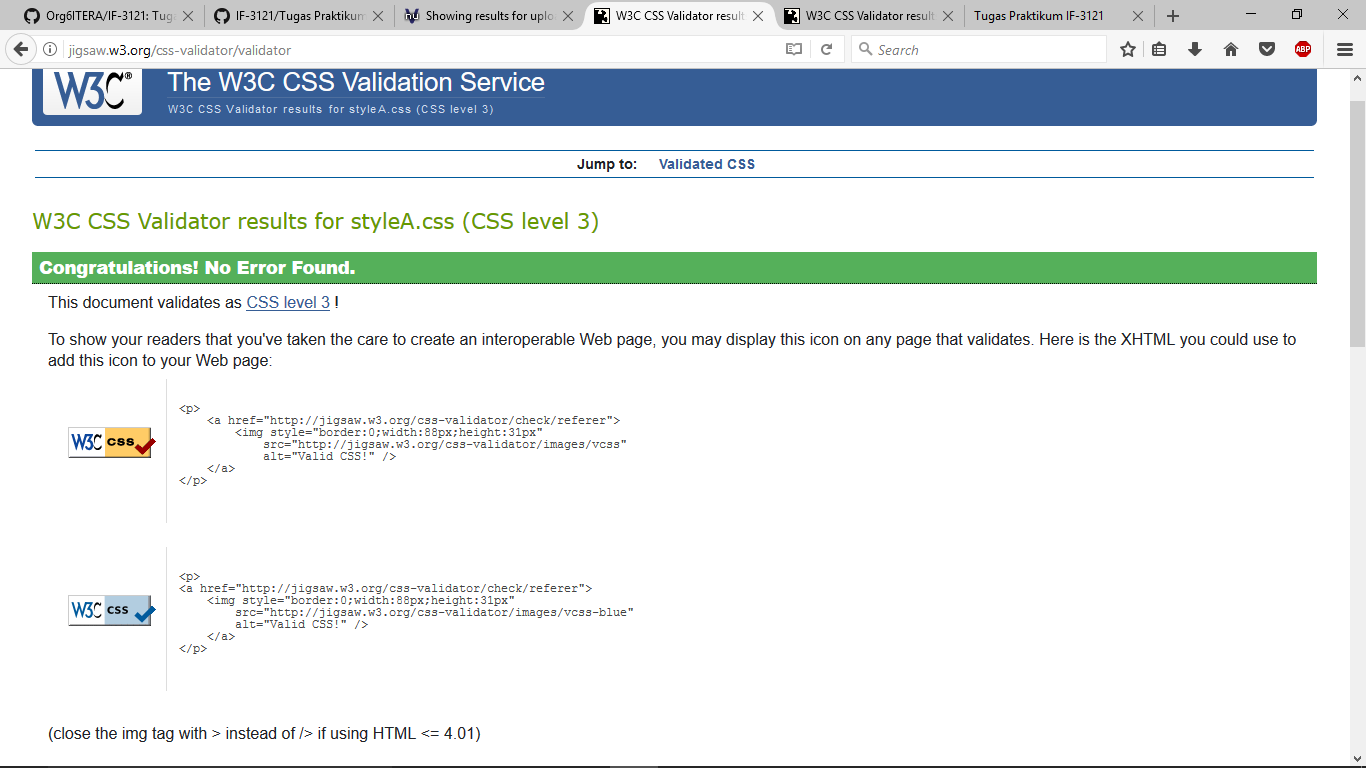 Org6ITERA/IF-3121: Tuga
IF-3121/Tugas Praktikum
Showing results for uplo
W3C CSS Validator result
W3C CSS Validator result
Tugas Praktikum IF-3121
jigsaw.w3.org/css-validator/validator
Search
ABP
W3C®
The W3C CSS Validation Service
W3C CSS Validator results for styleA.css (CSS level 3)
Jump to: Validated CSS
W3C CSS Validator results for styleA.css (CSS level 3)
Congratulations! No Error Found.
This document validates as CSS level 3 !
To show your readers that you've taken the care to create an interoperable Web page, you may display this icon on any page that validates. Here is the XHTML you could use to
add this icon to your Web page:
W3C css
<p>
<a href="http://jigsaw.w3.org/css-validator/check/referer">
<img style="border:0;width:88px;height:31px"
src="http://jigsaw.w3.org/css-validator/images/vcss"
alt="Valid CSS!" />
</a>
</p>
W3C css
<p>
<a href="http://jigsaw.w3.org/css-validator/check/referer">
<img style="border:0;width:88px;height:31px"
src="http://jigsaw.w3.org/css-validator/images/vcss-blue"
alt="Valid CSS!" />
</a>
</p>
(close the img tag with > instead of /> if using HTML <= 4.01)